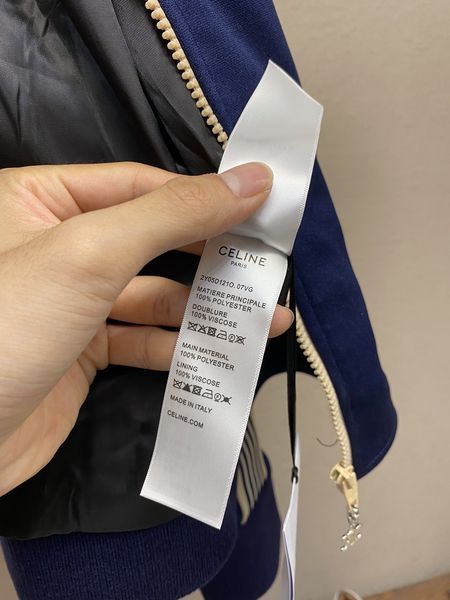 CELINE
PARIS
2Y05D121O. 07VG
MATIERE PRINCIPALE
100% POLYESTER
DOUBLURE
100% VISCOSE
MAIN MATERIAL
100% POLYESTER
LINING
100% VISCOSE
MADE IN ITALY
CELINE.COM